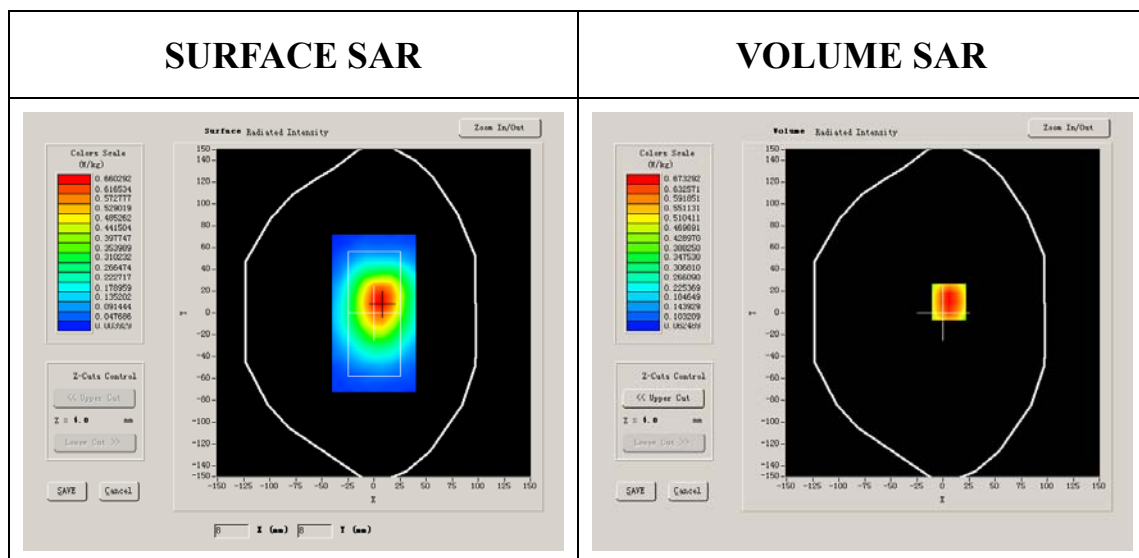 SURFACE SAR
VOLUME SAR
Surface Radiated Intensity
Zoom In/Out
Colors Scale
(W/kg)
0.660292
0.616534
0.572777
0.529019
0.485262
0.441504
0.397747
0.353989
0.310232
0.266474
0.222717
0.178959
0.135202
0.091444
0.047686
0.003929
150
140
120
100
80
60
40
20
0
-20
-40
-60
-80
-100
-120
-140
-150
Y
-150 -125 -100 -75 -50 -25 0 25 50 75 100 125 150
X
Z-Cuts Control
<< Upper Cut
Z = 4.0 mm
Lower Cut >>
SAVE Cancel
8 X (mm) 8 Y (mm)
Volume Radiated Intensity
Zoom In/Out
Colors Scale
(W/kg)
0.673292
0.632571
0.591851
0.551131
0.510411
0.469691
0.428970
0.388250
0.347530
0.306810
0.266090
0.225369
0.184649
0.143929
0.103209
0.062489
150
140
120
100
80
60
40
20
0
-20
-40
-60
-80
-100
-120
-140
-150
Y
-150 -125 -100 -75 -50 -25 0 25 50 75 100 125 150
X
Z-Cuts Control
<< Upper Cut
Z = 4.0 mm
Lower Cut >>
SAVE Cancel